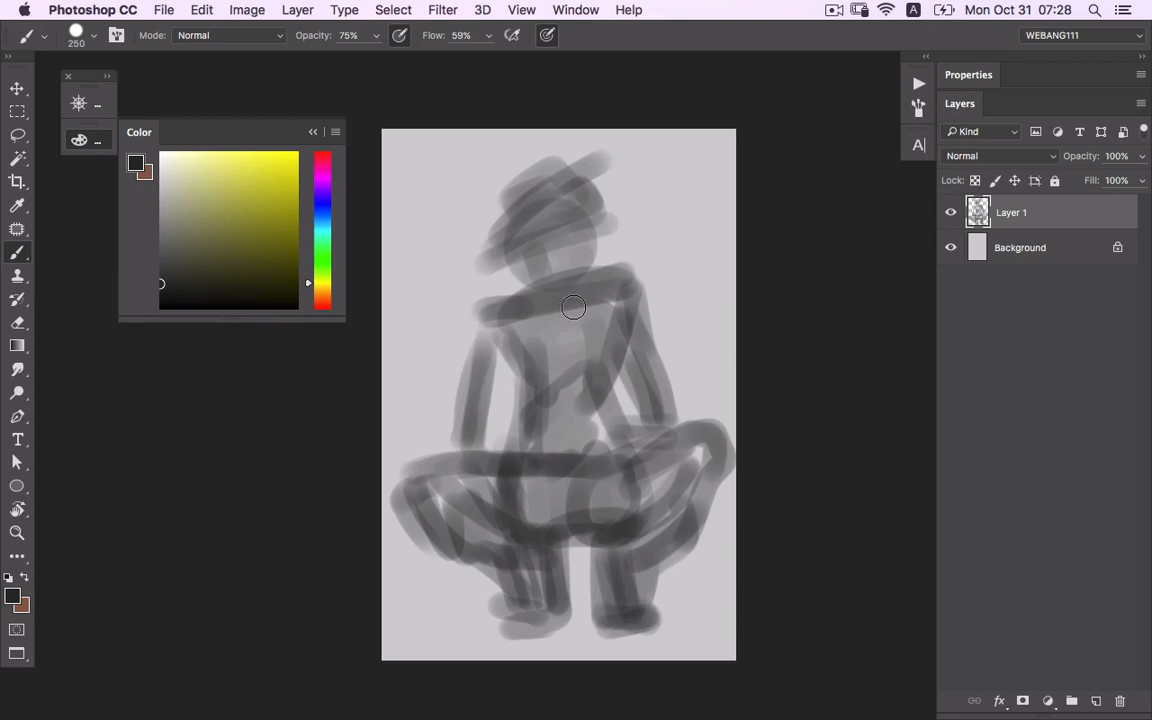 Photoshop CC File Edit Image Layer Type Select Filter 3D View Window Help A Mon Oct 31 07:28
250 Mode: Normal Opacity: 75% Flow: 59% WEBANG111
...
...
Color
Properties
Layers
Kind
Normal Opacity: 100%
Lock: Fill: 100%
Layer 1
Background
A|
T
fx